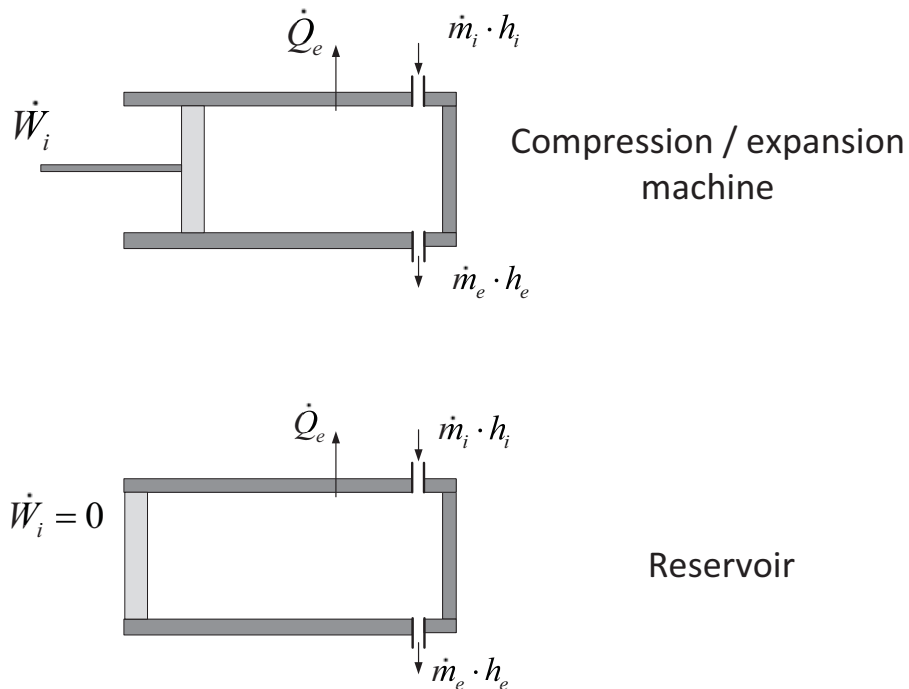 Q̇ₑ
ṁᵢ · hᵢ
Ẇᵢ
Compression / expansion
machine
ṁₑ · hₑ
Q̇ₑ
ṁᵢ · hᵢ
Ẇᵢ = 0
Reservoir
ṁₑ · hₑ